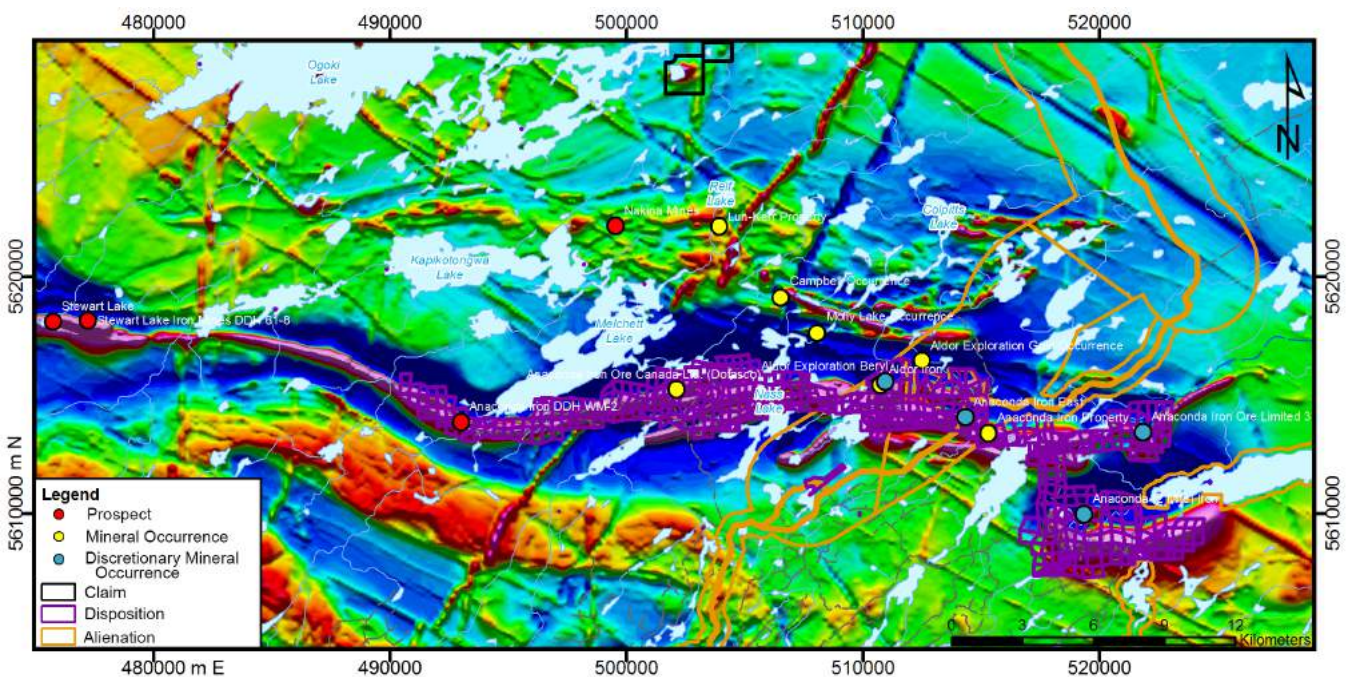 480000 490000 500000 510000 520000
Ogoki
Lake
N
Relf
Lake
Nakina Mines
Lun-Kerr Property
Colpitts
Lake
Kapikotongwa
Lake
5620000
5620000
Campbell Occurrence
Stewart Lake
Stewart Lake Iron Mines DDH 61-8
Molly Lake Occurrence
Melchett
Lake
Aldor Exploration
Occurrence
Aldor Exploration Beryl
Aldor Iron
Anaconda Iron Ore Canada Ltd. (Dofasco)
Nass
Lake
Anaconda Iron DDH WM-2
Anaconda Iron East
Anaconda Iron Property
Anaconda Iron Ore Limited 3
5610000 m N
5610000
Legend
Prospect
Mineral Occurrence
Discretionary Mineral
Occurrence
Claim
Disposition
Alienation
0 3 6 9 12
Kilometers
480000 m E 490000 500000 510000 520000